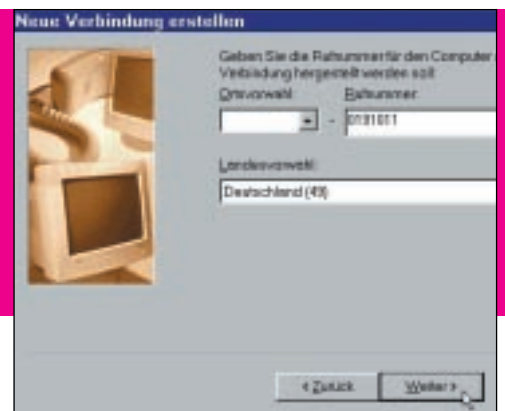 Neue Verbindung erstellen
Geben Sie die Rufnummer für den Computer
Verbindung hergestellt werden soll:
Ortsvorwahl: Rufnummer:
- 0191011
Landesvorwahl:
Deutschland (49)
< Zurück Weiter >